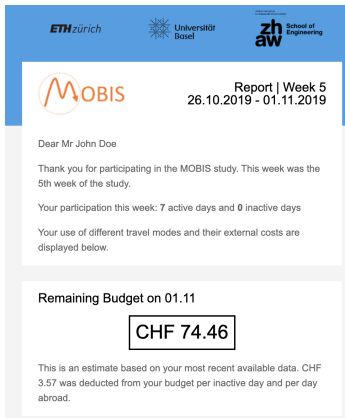 ETH zürich
Universität
Basel
zh
aw
School of
Engineering
MOBIS
Report | Week 5
26.10.2019 - 01.11.2019
Dear Mr John Doe
Thank you for participating in the MOBIS study. This week was the
5th week of the study.
Your participation this week: 7 active days and 0 inactive days
Your use of different travel modes and their external costs are
displayed below.
Remaining Budget on 01.11
CHF 74.46
This is an estimate based on your most recent available data. CHF
3.57 was deducted from your budget per inactive day and per day
abroad.